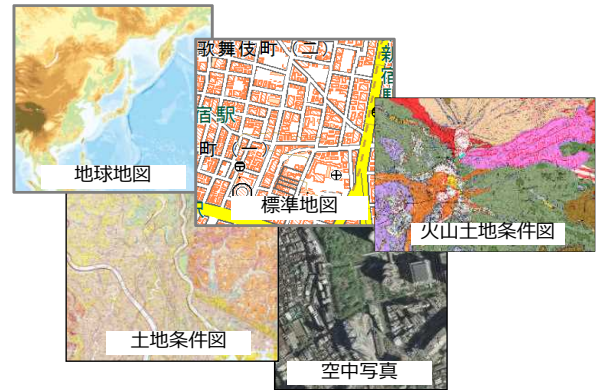 地球地図
歌舞伎町(二)
新宿
宿駅
町(一)
標準地図
火山土地条件図
土地条件図
空中写真